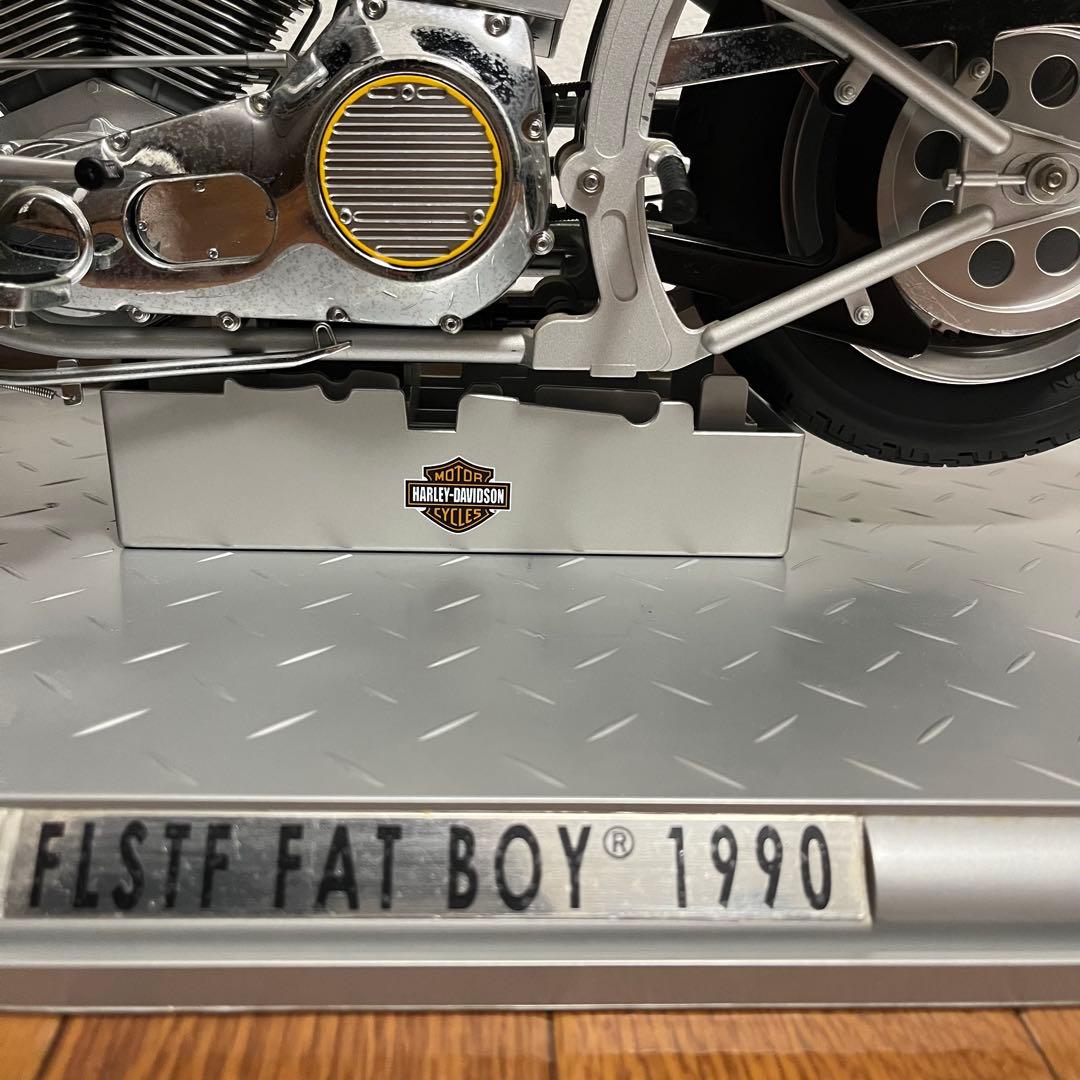 MOTOR
HARLEY-DAVIDSON
CYCLES
FLSTF FAT BOY® 1990